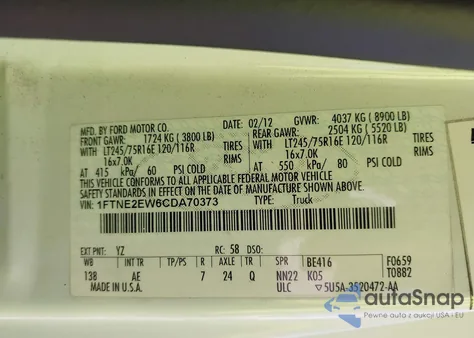 MFD. BY FORD MOTOR CO.
DATE: 02/12 GVWR: 4037 KG ( 8900 LB)
FRONT GAWR: 1724 KG ( 3800 LB) REAR GAWR: 2504 KG ( 5520 LB)
WITH LT245/75R16E 120/116R TIRES WITH LT245/75R16E 120/116R TIRES
16x7.0K RIMS 16x7.0K RIMS
AT 415 kPa/ 60 PSI COLD AT 550 kPa/ 80 PSI COLD
THIS VEHICLE CONFORMS TO ALL APPLICABLE FEDERAL MOTOR VEHICLE
SAFETY STANDARDS IN EFFECT ON THE DATE OF MANUFACTURE SHOWN ABOVE.
VIN: 1FTNE2EW6CDA70373 TYPE: Truck
EXT PNT: YZ RC: 58 DSO:
WB INT TR TP/PS R AXLE TR SPR BE416 F0659
138 AE 7 24 Q NN22 K05 T0882
MADE IN U.S.A. ULC ▽5U5A-3520472-AA
autoSnap
Pewne auta z dostawą z USA i EU